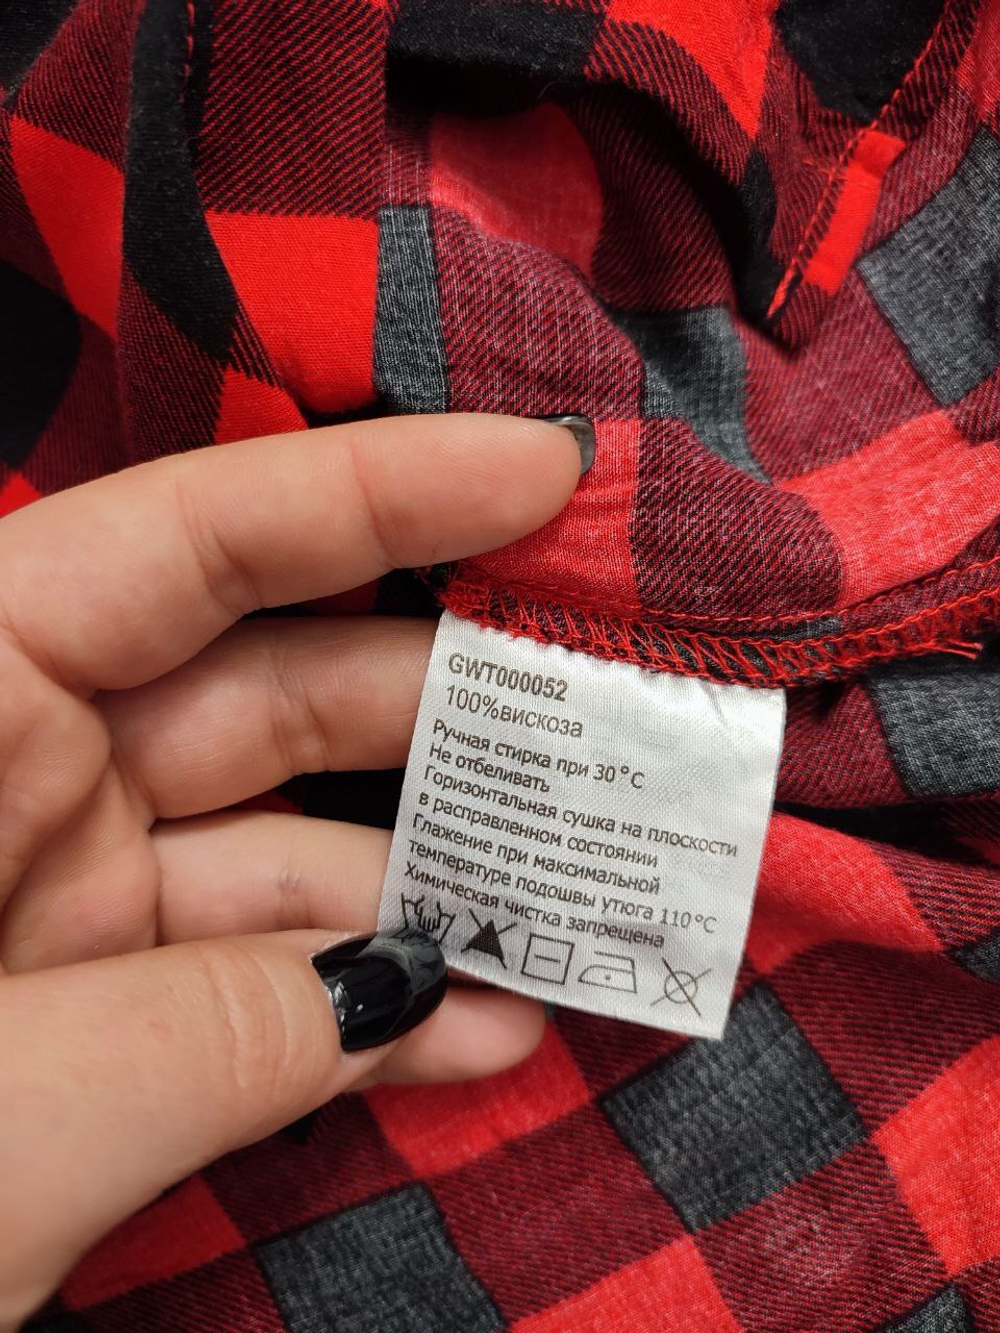 GWT000052
100%вискоза
Ручная стирка при 30°C
Не отбеливать
Горизонтальная сушка на плоскости
в расправленном состоянии
Глажение при максимальной
температуре подошвы утюга 110°C
Химическая чистка запрещена